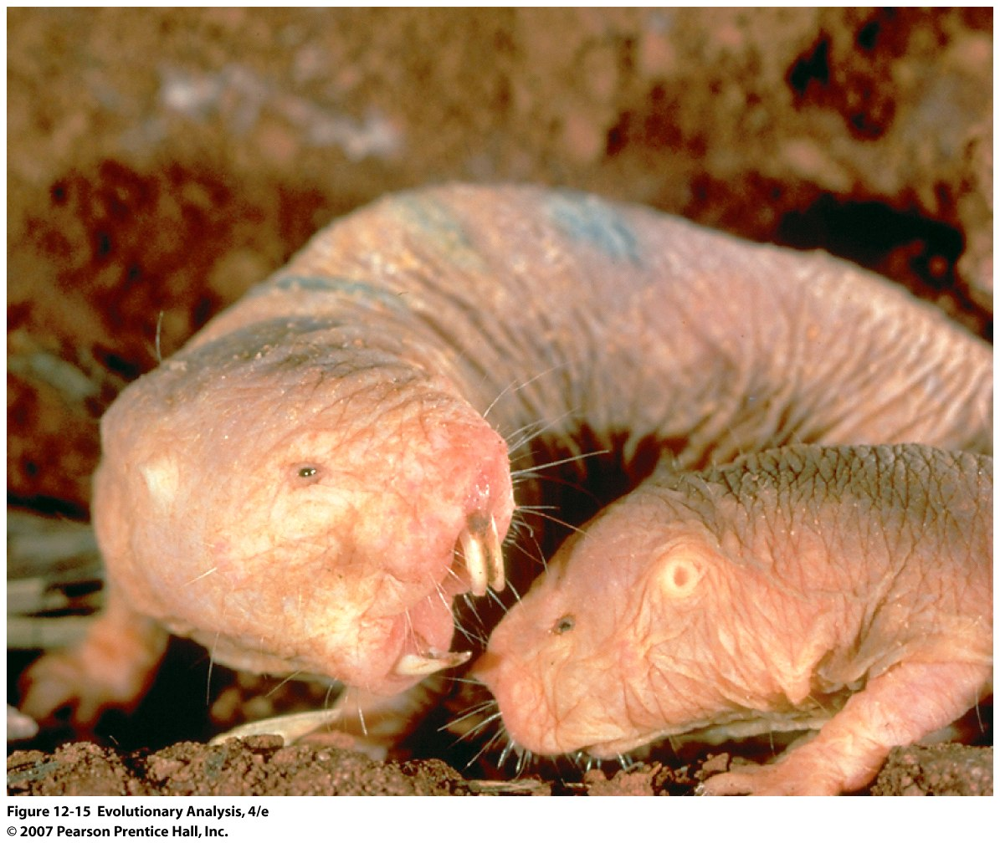 Figure 12-15 Evolutionary Analysis, 4/e
© 2007 Pearson Prentice Hall, Inc.